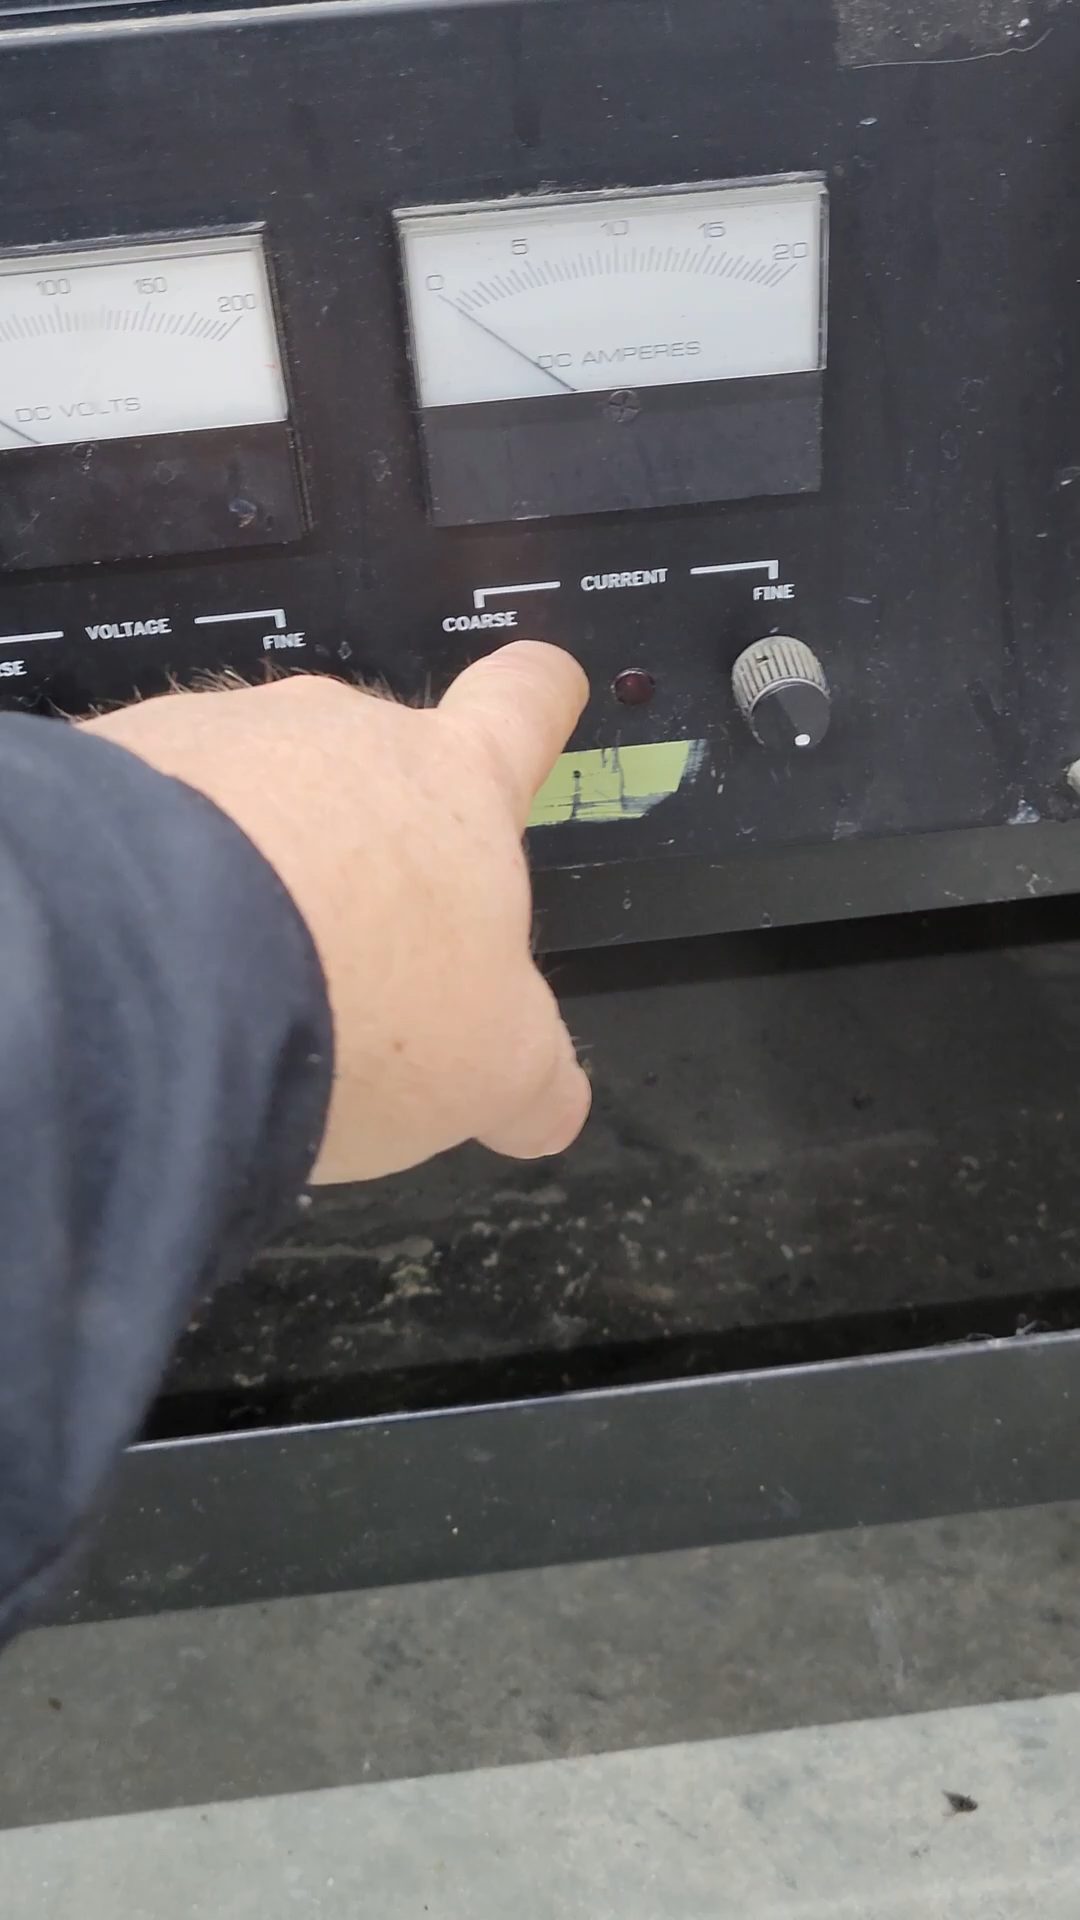 100 150 200
DC VOLTS
0 5 10 15 20
DC AMPERES
VOLTAGE
FINE
CURRENT
COARSE
FINE